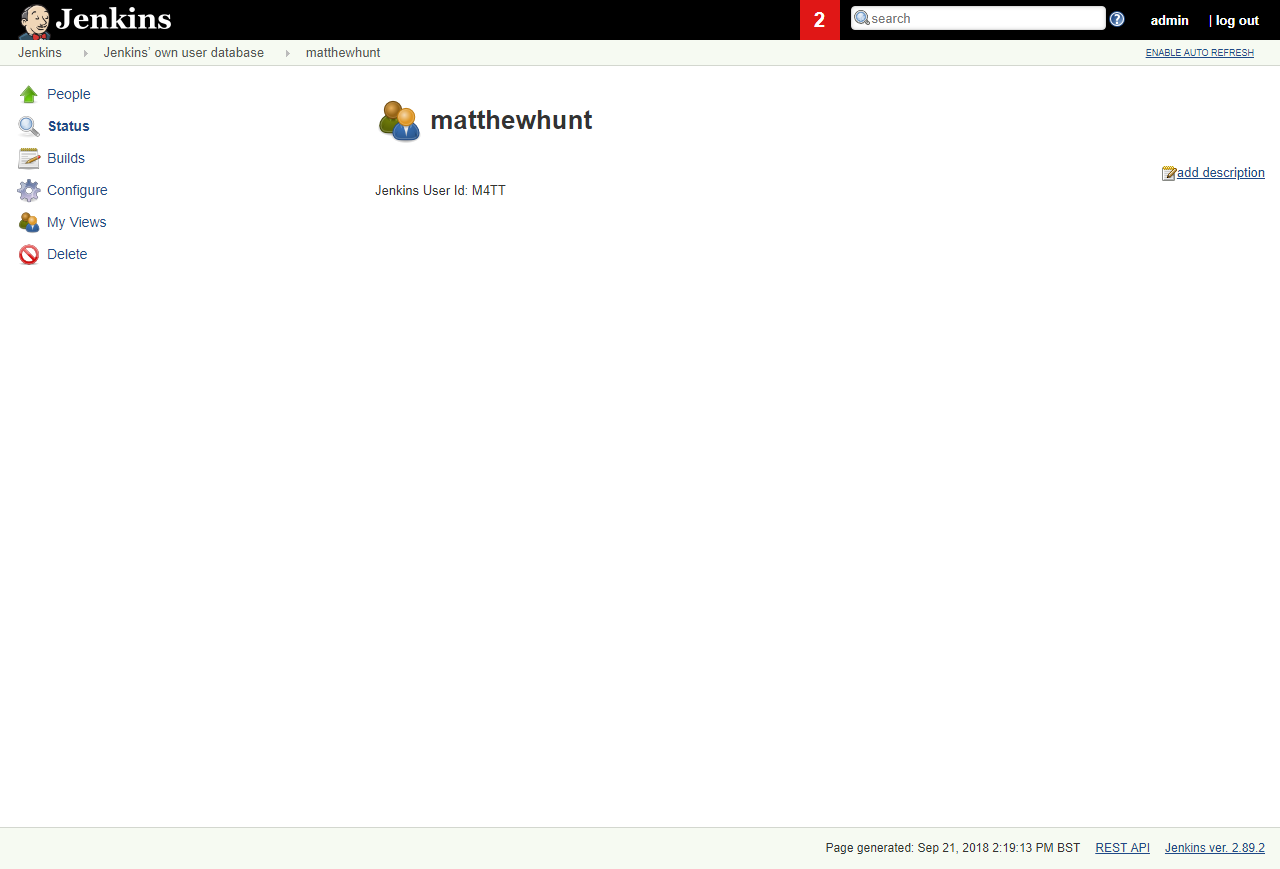 Jenkins
2
search
admin
| log out
Jenkins
Jenkins’ own user database
matthewhunt
ENABLE AUTO REFRESH
People
Status
Builds
Configure
My Views
Delete
matthewhunt
add description
Jenkins User Id: M4TT
Page generated: Sep 21, 2018 2:19:13 PM BST
REST API
Jenkins ver. 2.89.2